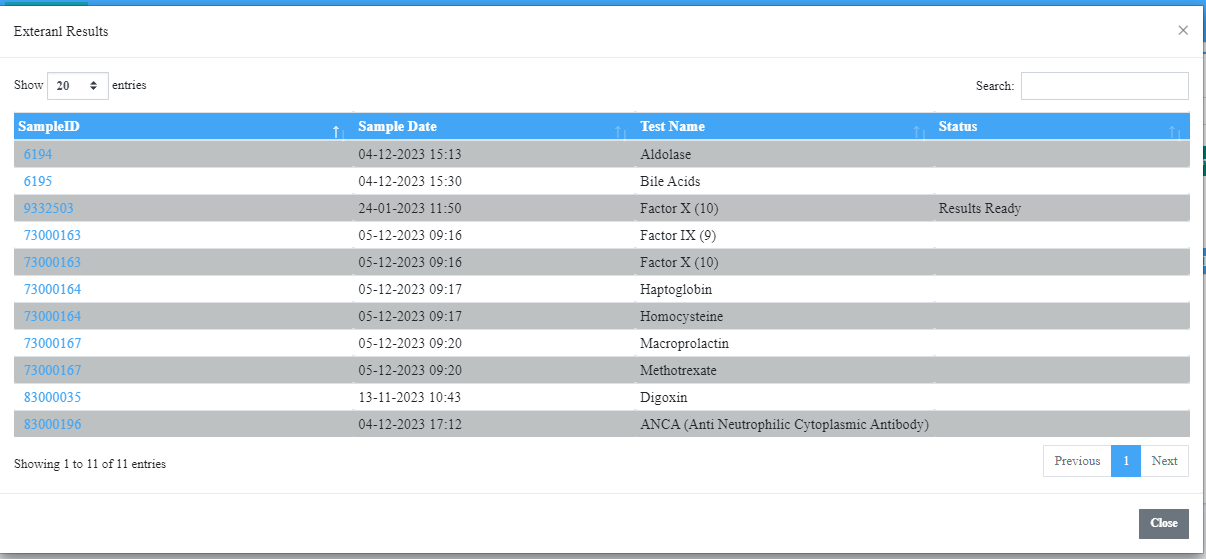 Exteranl Results ×
Show 20 entries Search:
SampleID Sample Date Test Name Status
6194 04-12-2023 15:13 Aldolase
6195 04-12-2023 15:30 Bile Acids
9332503 24-01-2023 11:50 Factor X (10) Results Ready
73000163 05-12-2023 09:16 Factor IX (9)
73000163 05-12-2023 09:16 Factor X (10)
73000164 05-12-2023 09:17 Haptoglobin
73000164 05-12-2023 09:17 Homocysteine
73000167 05-12-2023 09:20 Macroprolactin
73000167 05-12-2023 09:20 Methotrexate
83000035 13-11-2023 10:43 Digoxin
83000196 04-12-2023 17:12 ANCA (Anti Neutrophilic Cytoplasmic Antibody)
Showing 1 to 11 of 11 entries Previous 1 Next
Close